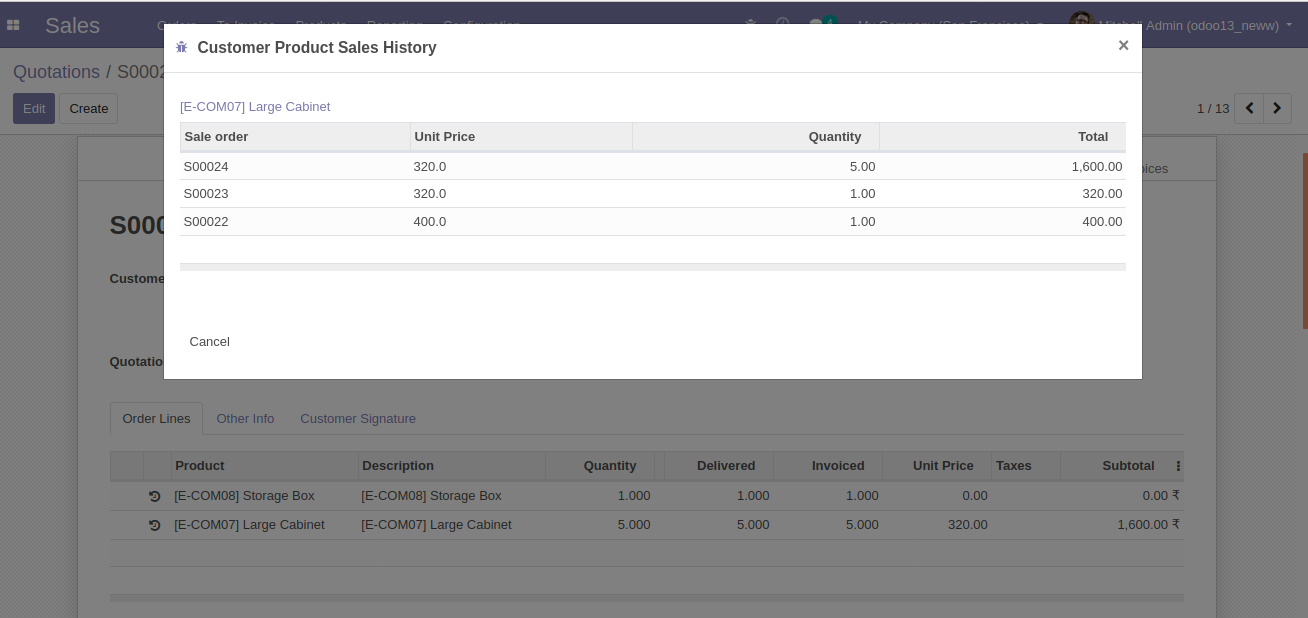 Sales
Orders To Invoice Products Reporting Configuration 4 My Company (San Francisco) Mitchell Admin (odoo13_neww)
Customer Product Sales History ×
Quotations / S0002
Edit Create
1 / 13
[E-COM07] Large Cabinet
Sale order Unit Price Quantity Total
S00024 320.0 5.00 1,600.00
S00023 320.0 1.00 320.00
S00022 400.0 1.00 400.00
oices
S000
Custome
Cancel
Quotatio
Order Lines Other Info Customer Signature
Product Description Quantity Delivered Invoiced Unit Price Taxes Subtotal
[E-COM08] Storage Box [E-COM08] Storage Box 1.000 1.000 1.000 0.00 0.00 ₹
[E-COM07] Large Cabinet [E-COM07] Large Cabinet 5.000 5.000 5.000 320.00 1,600.00 ₹